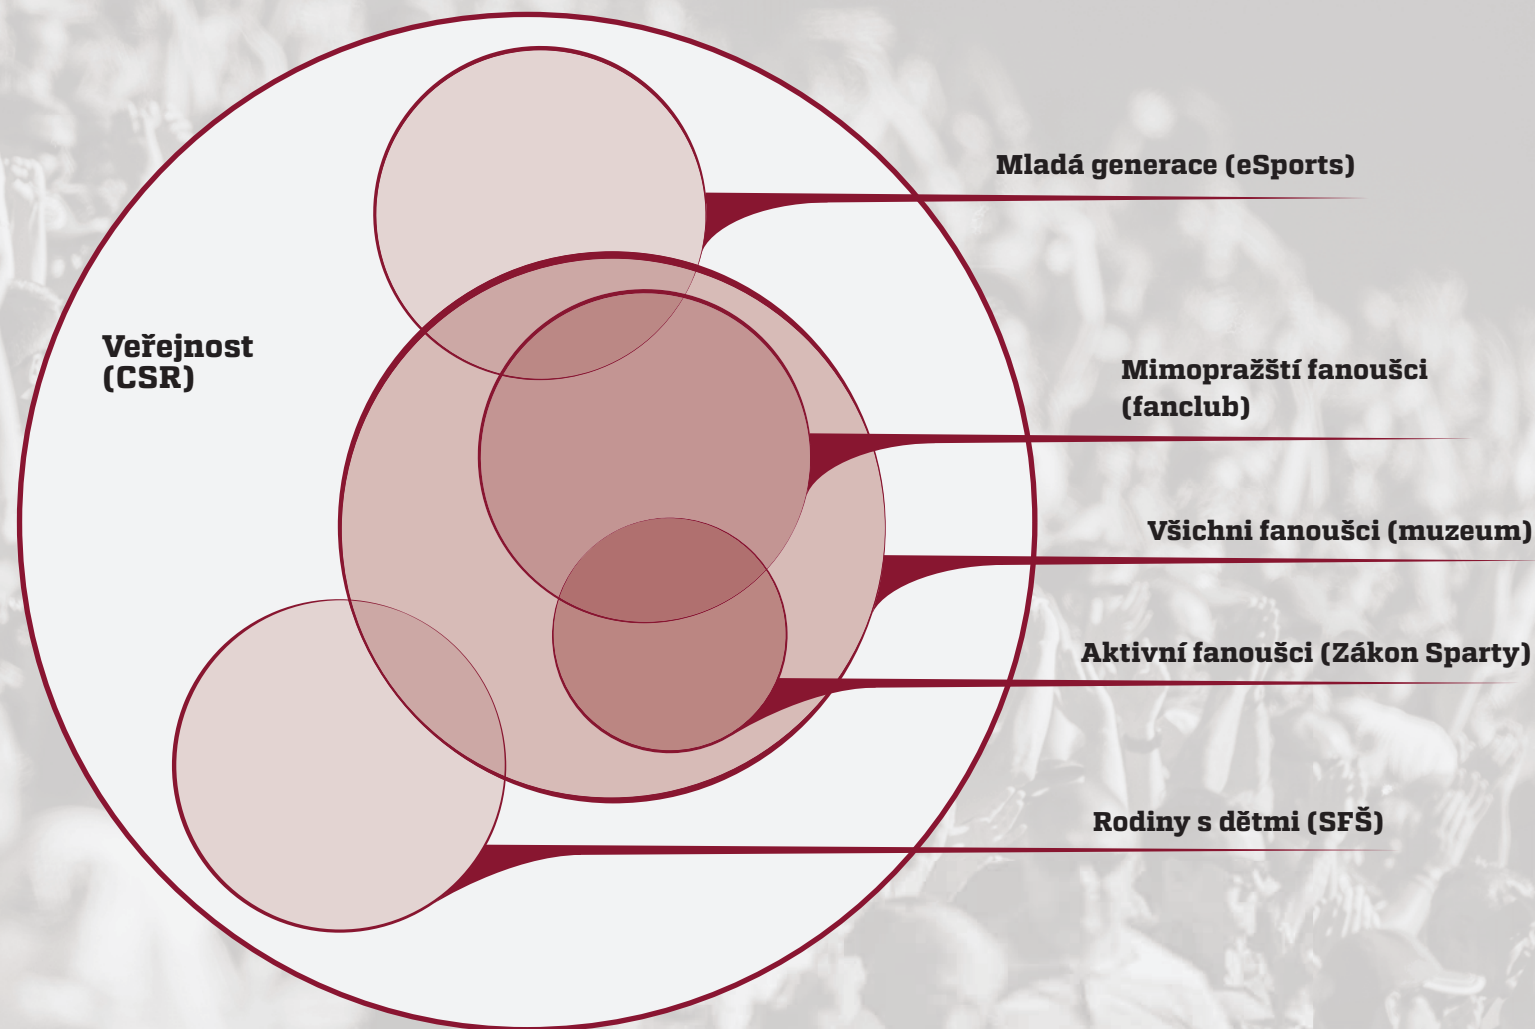 Mladá generace (eSports)
Veřejnost
(CSR)
Mimopražští fanoušci
(fanclub)
Všichni fanoušci (muzeum)
Aktivní fanoušci (Zákon Sparty)
Rodiny s dětmi (SFŠ)